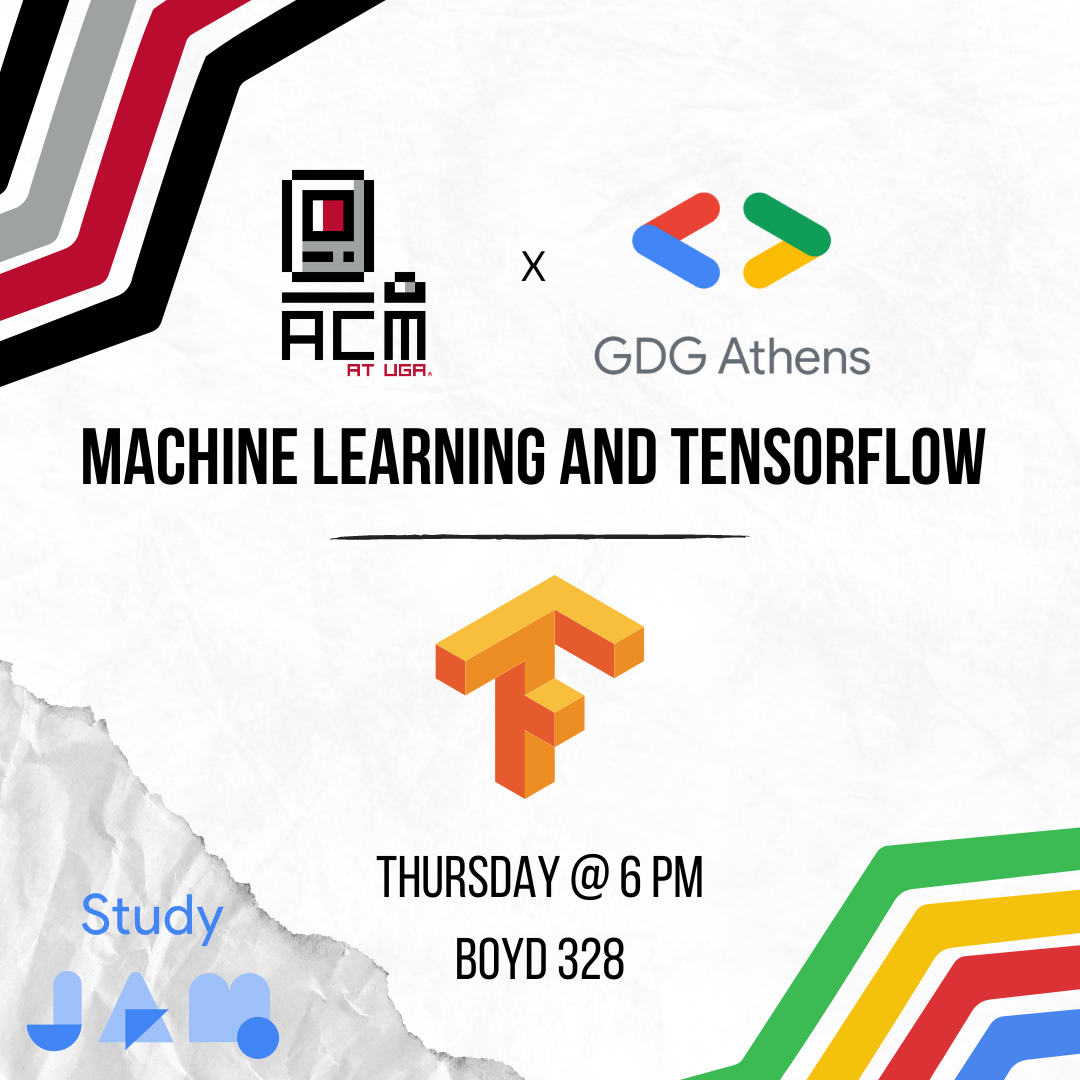 ACM
AT UGA®
X
GDG Athens
MACHINE LEARNING AND TENSORFLOW
THURSDAY @ 6 PM
BOYD 328
Study
JAM